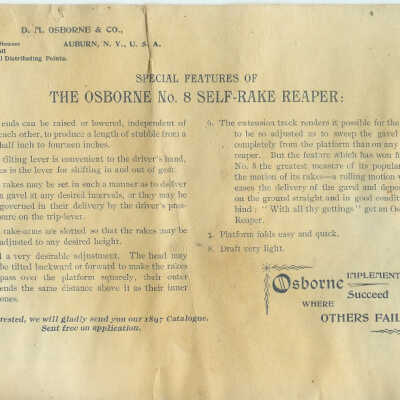 D. M. OSBORNE & CO.,
AUBURN, N. Y., U. S. A.
l Distributing Points.
SPECIAL FEATURES OF
THE OSBORNE No. 8 SELF-RAKE REAPER:
ends can be raised or lowered, independent of
each other, to produce a length of stubble from a
half inch to fourteen inches.
tilting lever is convenient to the driver's hand,
s is the lever for shifting in and out of gear.
rakes may be set in such a manner as to deliver
a gavel at any desired intervals, or they may be
governed in their delivery by the driver's pres-
sure on the trip-lever.
rake-arms are slotted so that the rakes may be
adjusted to any desired height.
l a very desirable adjustment. The head may
be tilted backward or forward to make the rakes
pass over the platform squarely, their outer
ends the same distance above it as their inner
ones.
rested, we will gladly send you our 1897 Catalogue.
Sent free on application.
6. The extension track renders it possible for the
to be so adjusted as to sweep the gavel
completely from the platform than on any
reaper. But the feature which has won f
No. 8 the greatest measure of its popular
the motion of its rakes—a rolling motion w
eases the delivery of the gavel and depos
on the ground straight and in good conditi
hind: "With all thy gettings" get an Os
Reaper.
7. Platform folds easy and quick.
8. Draft very light.
Osborne IMPLEMENT
Succeed
WHERE
OTHERS FAIL